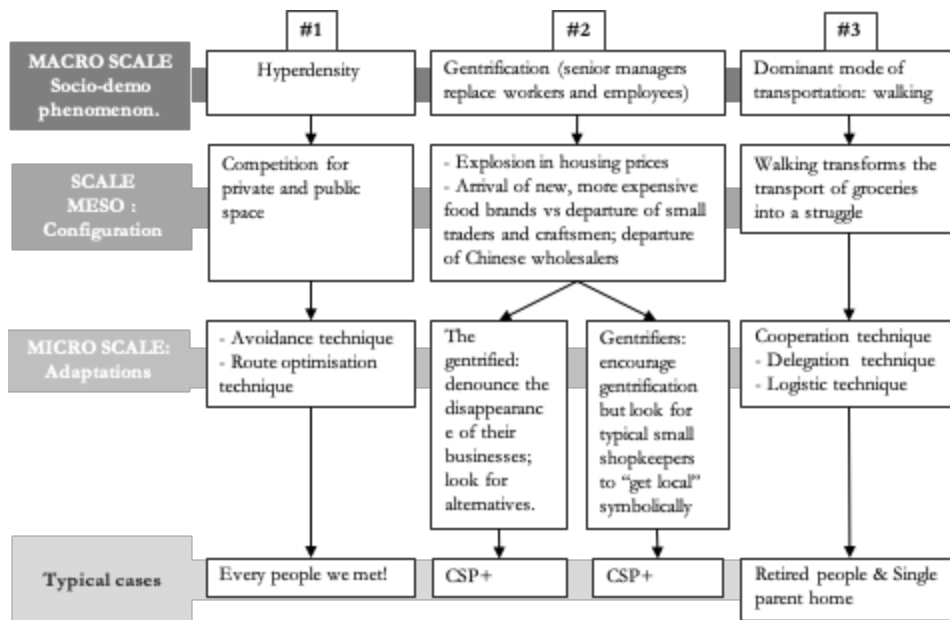 #1
#2
#3
MACRO SCALE
Socio-demo
phenomenon.
Hyperdensity
Gentrification (senior managers
replace workers and employees)
Dominant mode of
transportation: walking
SCALE
MESO :
Configuration
Competition for
private and public
space
- Explosion in housing prices
- Arrival of new, more expensive
food brands vs departure of small
traders and craftsmen; departure
of Chinese wholesalers
Walking transforms the
transport of groceries
into a struggle
MICRO SCALE:
Adaptations
- Avoidance technique
- Route optimisation
technique
The
gentrified:
denounce the
disappearanc
e of their
businesses;
look for
alternatives.
Gentrifiers:
encourage
gentrification
but look for
typical small
shopkeepers
to “get local”
symbolically
Cooperation technique
- Delegation technique
- Logistic technique
Typical cases
Every people we met!
CSP+
CSP+
Retired people & Single
parent home